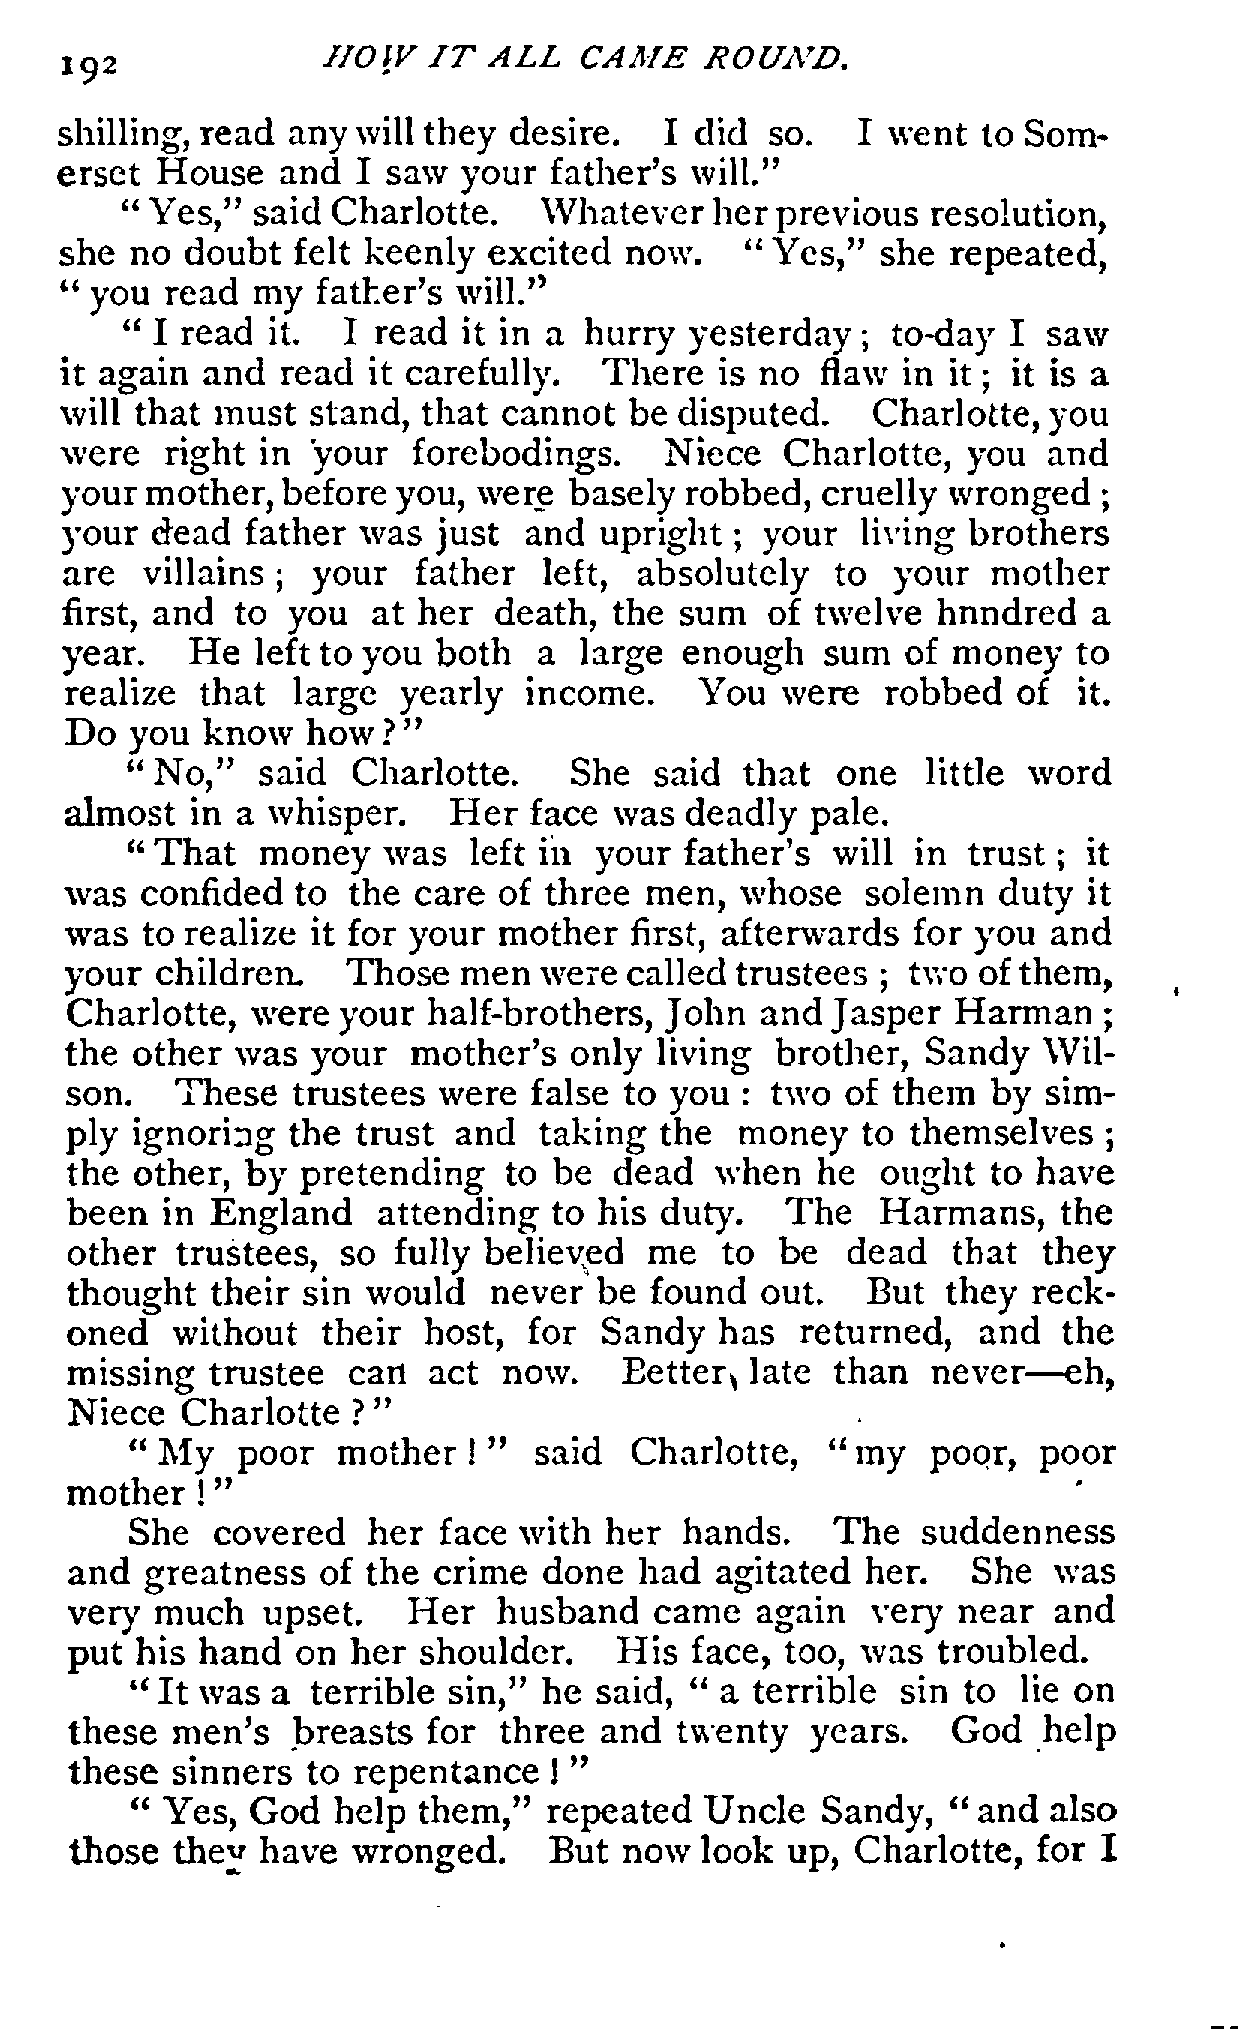 192 HOW IT ALL CAME ROUND.
shilling, read any will they desire. I did so. I went to Som-
erset House and I saw your father's will."
"Yes," said Charlotte. Whatever her previous resolution,
she no doubt felt keenly excited now. "Yes," she repeated,
"you read my father's will."
"I read it. I read it in a hurry yesterday; to-day I saw
it again and read it carefully. There is no flaw in it; it is a
will that must stand, that cannot be disputed. Charlotte, you
were right in your forebodings. Niece Charlotte, you and
your mother, before you, were basely robbed, cruelly wronged;
your dead father was just and upright; your living brothers
are villains; your father left, absolutely to your mother
first, and to you at her death, the sum of twelve hnndred a
year. He left to you both a large enough sum of money to
realize that large yearly income. You were robbed of it.
Do you know how?"
"No," said Charlotte. She said that one little word
almost in a whisper. Her face was deadly pale.
"That money was left in your father's will in trust; it
was confided to the care of three men, whose solemn duty it
was to realize it for your mother first, afterwards for you and
your children. Those men were called trustees; two of them,
Charlotte, were your half-brothers, John and Jasper Harman;
the other was your mother's only living brother, Sandy Wil-
son. These trustees were false to you: two of them by sim-
ply ignoring the trust and taking the money to themselves;
the other, by pretending to be dead when he ought to have
been in England attending to his duty. The Harmans, the
other trustees, so fully believed me to be dead that they
thought their sin would never be found out. But they reck-
oned without their host, for Sandy has returned, and the
missing trustee can act now. Better, late than never—eh,
Niece Charlotte?"
"My poor mother!" said Charlotte, "my poor, poor
mother!"
She covered her face with her hands. The suddenness
and greatness of the crime done had agitated her. She was
very much upset. Her husband came again very near and
put his hand on her shoulder. His face, too, was troubled.
"It was a terrible sin," he said, "a terrible sin to lie on
these men's breasts for three and twenty years. God help
these sinners to repentance!"
"Yes, God help them," repeated Uncle Sandy, "and also
those they have wronged. But now look up, Charlotte, for I